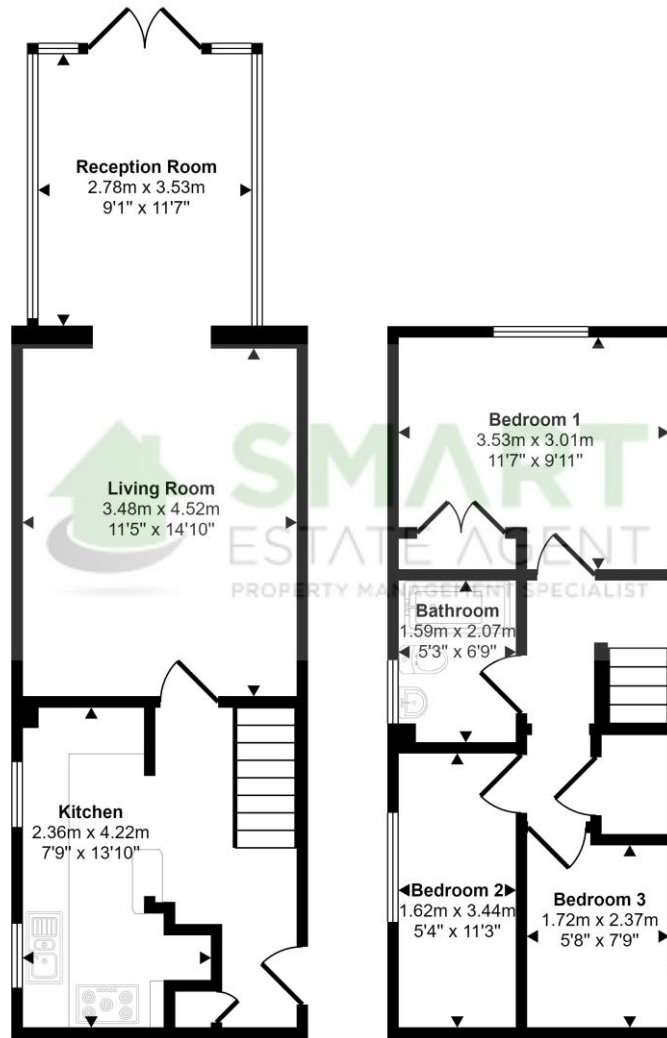 Reception Room
2.78m x 3.53m
9'1" x 11'7"
Living Room
3.48m x 4.52m
11'5" x 14'10"
Kitchen
2.36m x 4.22m
7'9" x 13'10"
Bedroom 1
3.53m x 3.01m
11'7" x 9'11"
Bathroom
1.59m x 2.07m
5'3" x 6'9"
Bedroom 2
1.62m x 3.44m
5'4" x 11'3"
Bedroom 3
1.72m x 2.37m
5'8" x 7'9"
SMART
ESTATE AGENT
PROPERTY MANAGEMENT SPECIALIST